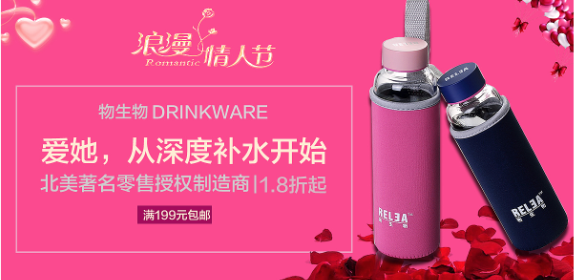 浪漫情人节
Romantic
物生物 DRINKWARE
爱她，从深度补水开始
北美著名零售授权制造商|1.8折起
满199元包邮
RELEA
RELEA